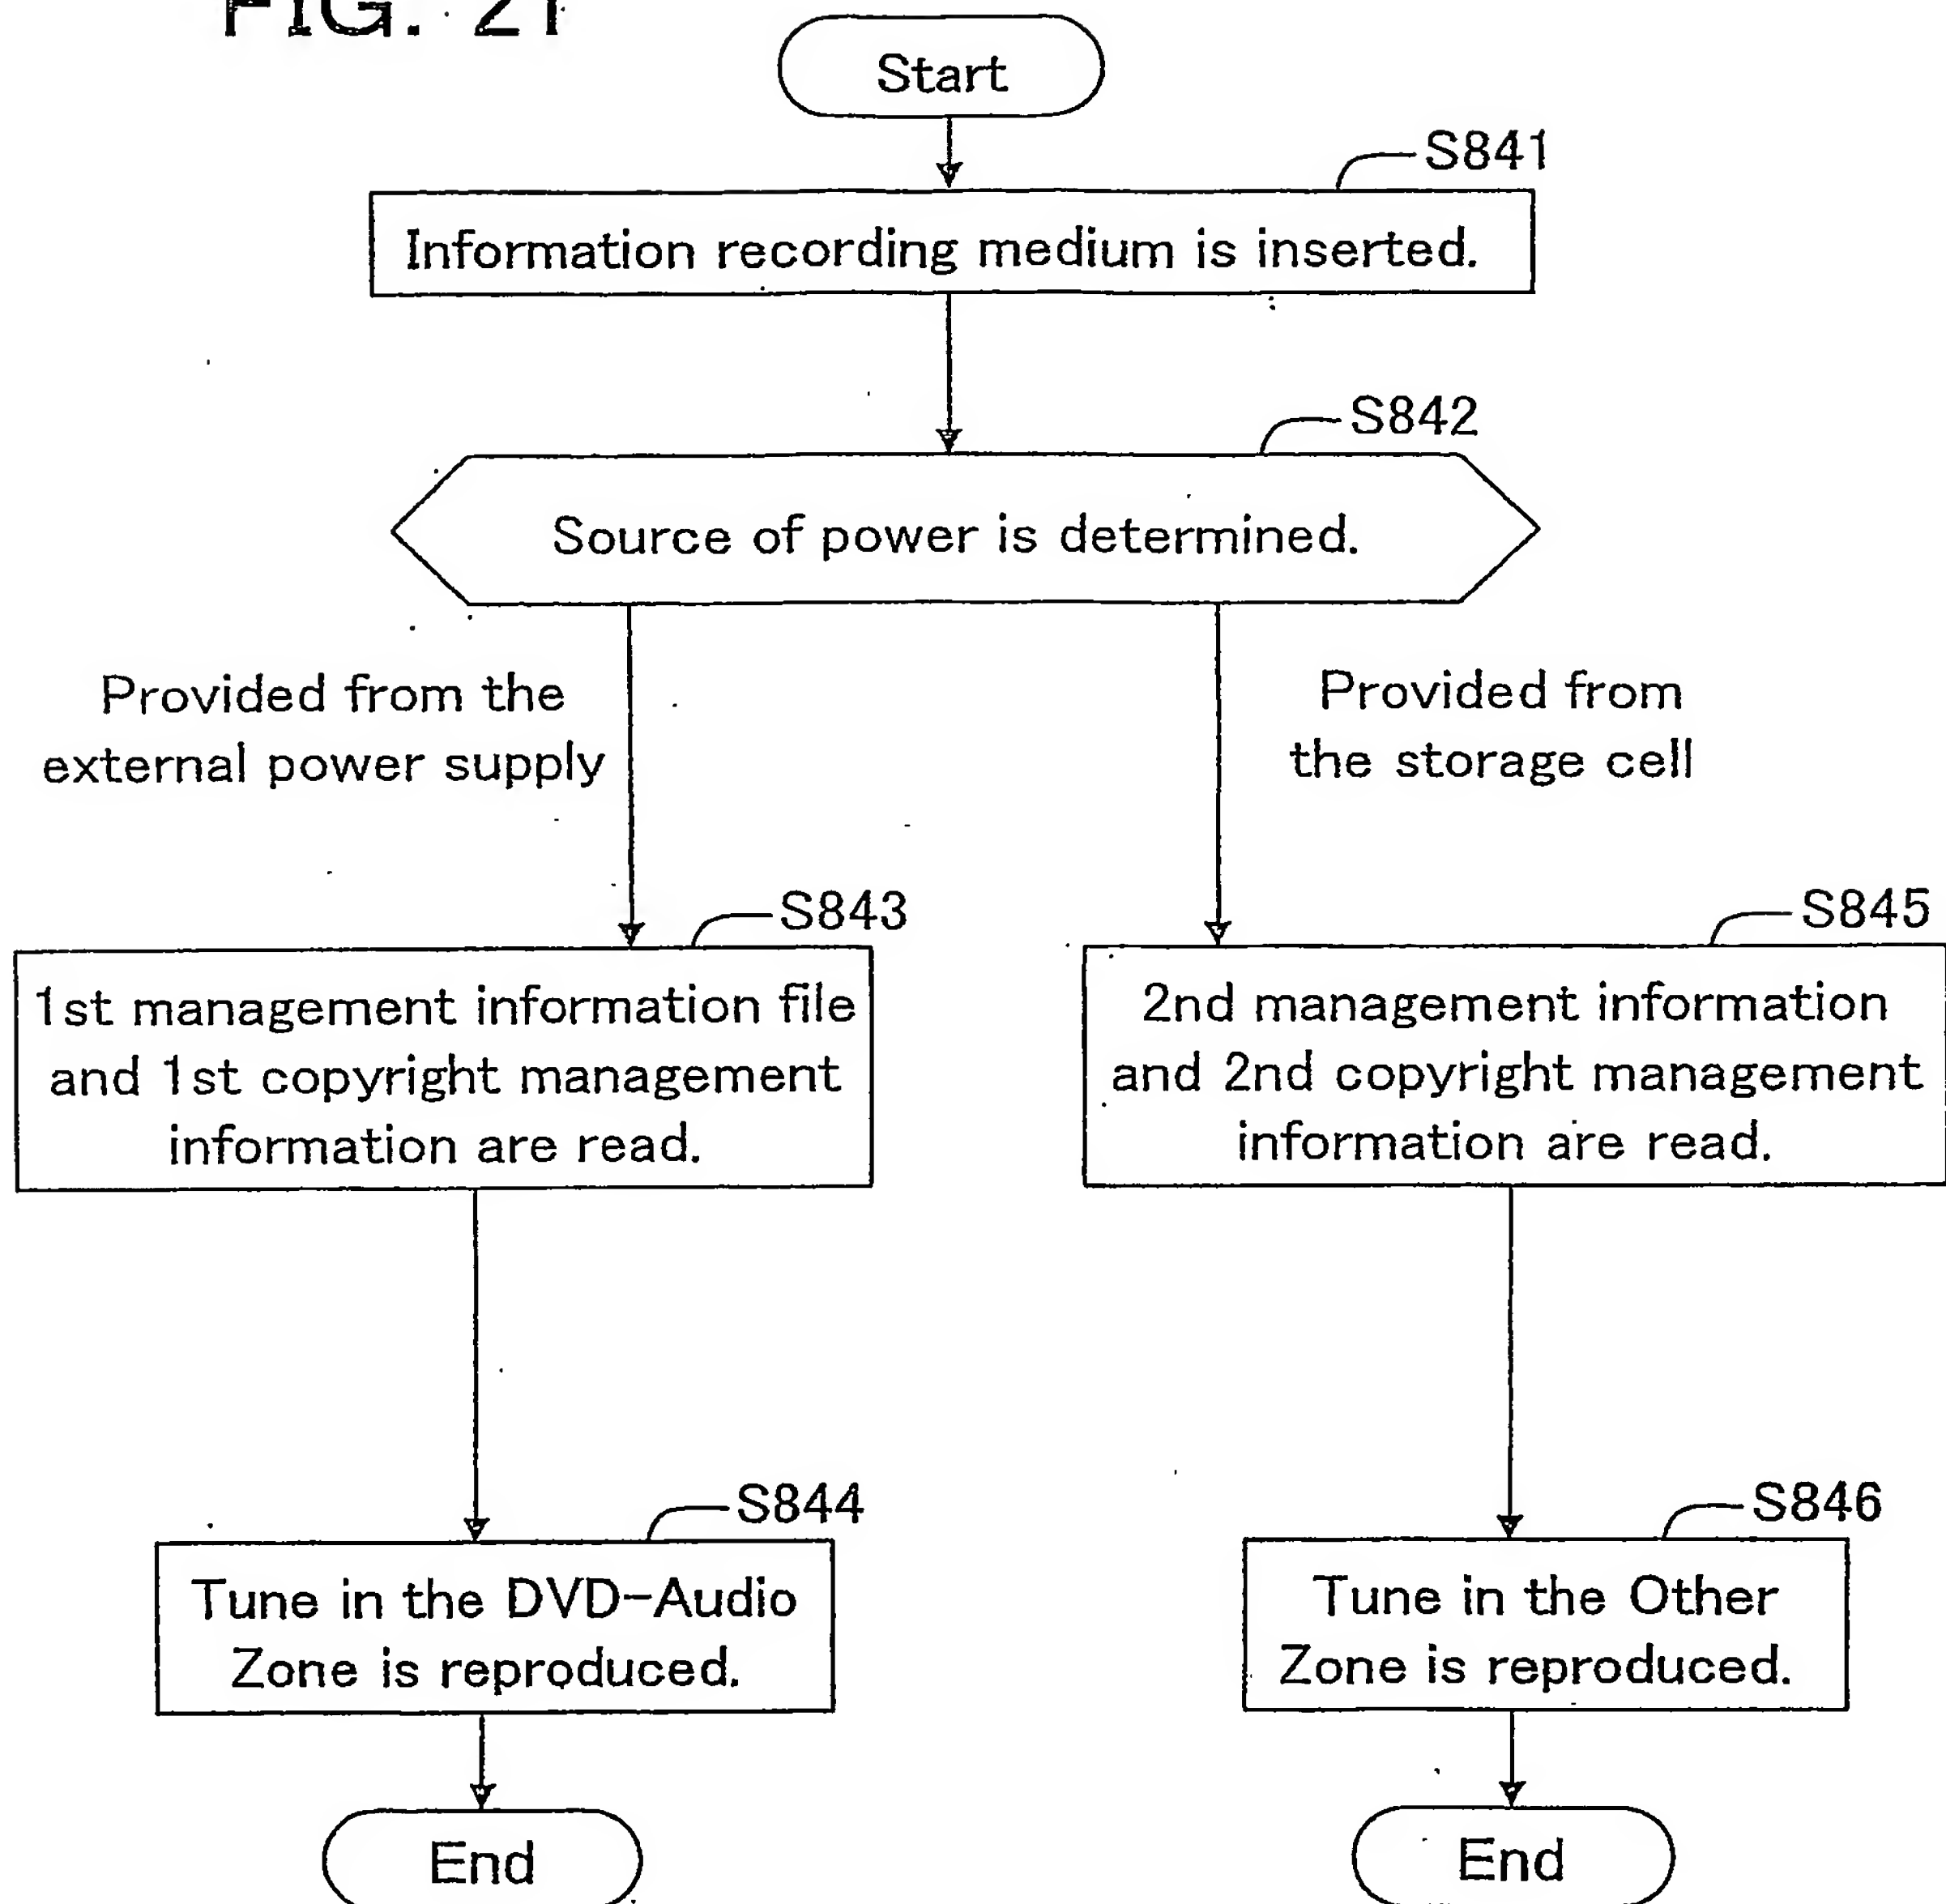 FIG. 21
Start
S841
Information recording medium is inserted.
S842
Source of power is determined.
Provided from the
external power supply
Provided from
the storage cell
S843
1st management information file
and 1st copyright management
information are read.
S845
2nd management information
and 2nd copyright management
information are read.
S844
Tune in the DVD-Audio
Zone is reproduced.
S846
Tune in the Other
Zone is reproduced.
End
End